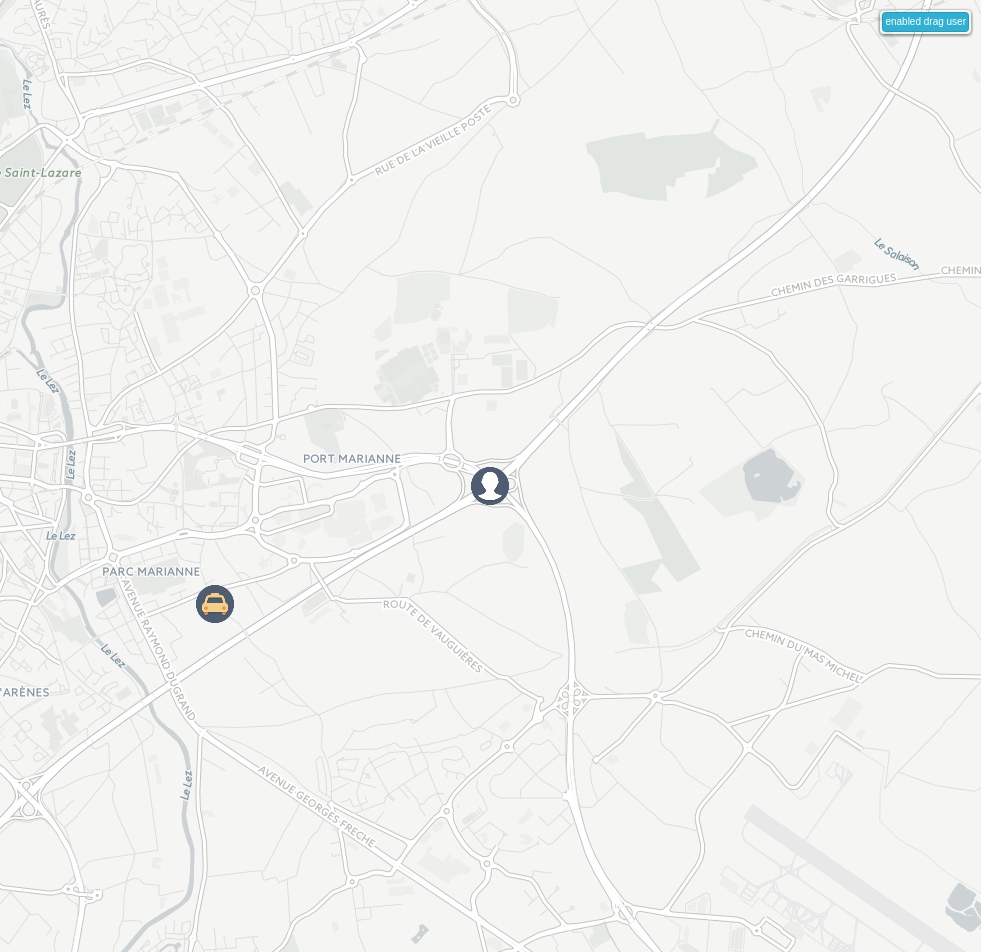 enabled drag user
Le Lez
RUE DE LA VIEILLE POSTE
Saint-Lazare
Le Salaison
CHEMIN
CHEMIN DES GARRIGUES
Le Lez
PORT MARIANNE
Le Lez
Le Lez
PARC MARIANNE
ROUTE DE VAUGUIÈRES
AVENUE RAYMOND DUGRAND
CHEMIN DU MAS MICHEL
Le Lez
'ARÈNES
Le Lez
AVENUE GEORGES FRÊCHE